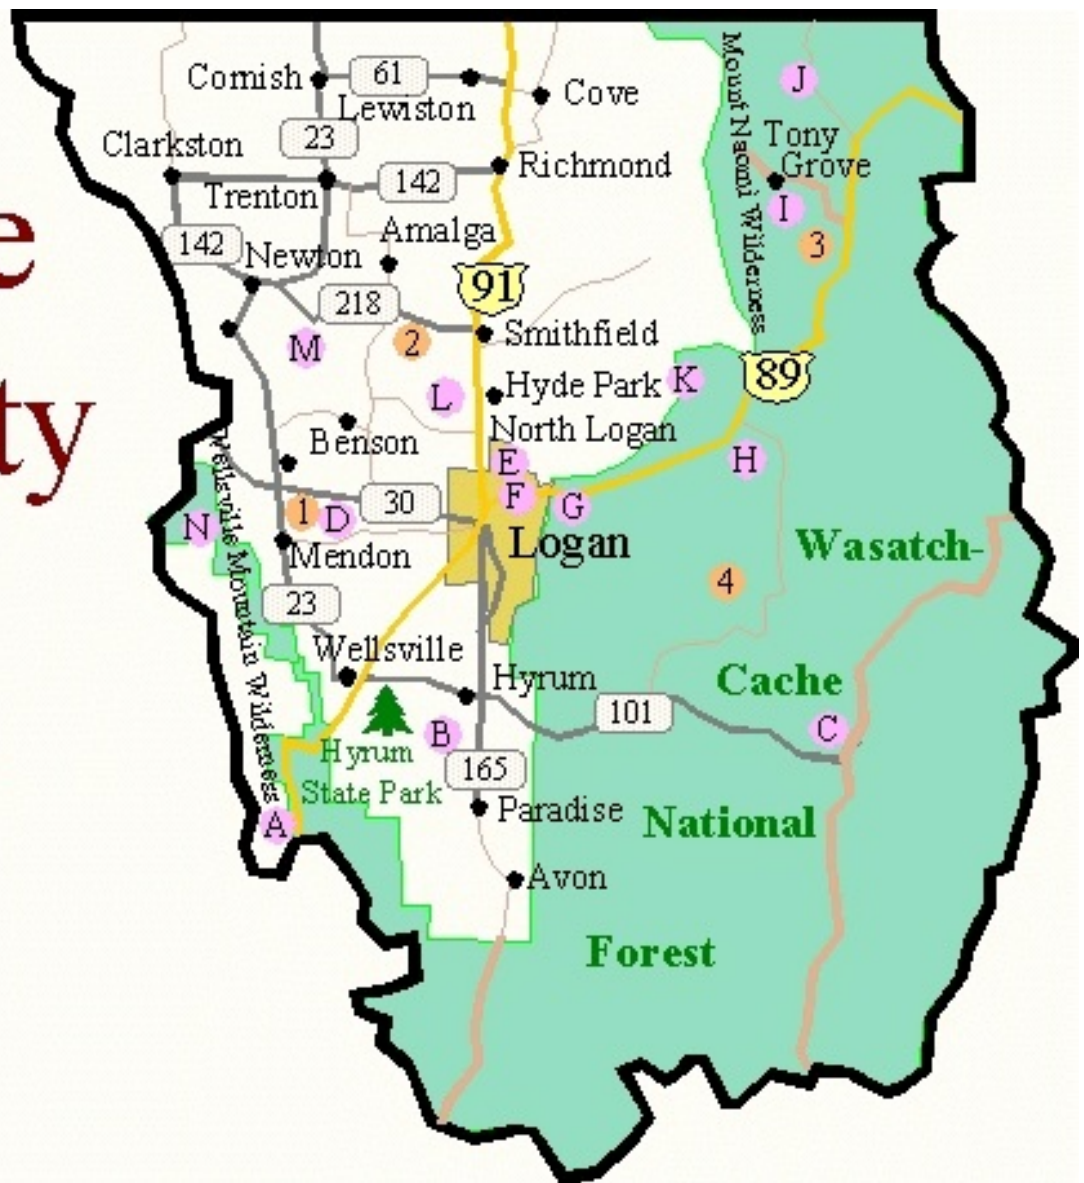 e
ty
Cornish
61
Lewiston
Cove
Mount Naomi Wilderness
J
Clarkston
23
Tony
Grove
Richmond
Trenton
142
I
142
Amalga
3
Newton
91
218
Smithfield
M
2
89
Hyde Park
K
L
North Logan
Benson
E
H
F
30
G
1
D
Logan
Wasatch-
N
Wellsville Mountain Wilderness
Mendon
4
23
Wellsville
Hyrum
Cache
101
B
C
Hyrum
State Park
165
Paradise
National
A
Avon
Forest